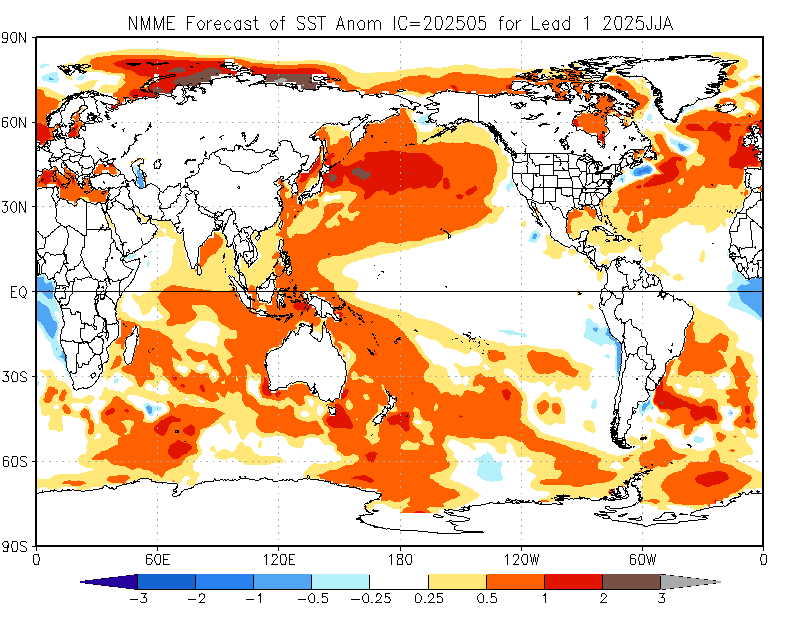 NMME Forecast of SST Anom IC=202505 for Lead 1 2025JJA
90N
60N
30N
EQ
30S
60S
90S
0 60E 120E 180 120W 60W 0
-3 -2 -1 -0.5 -0.25 0.25 0.5 1 2 3